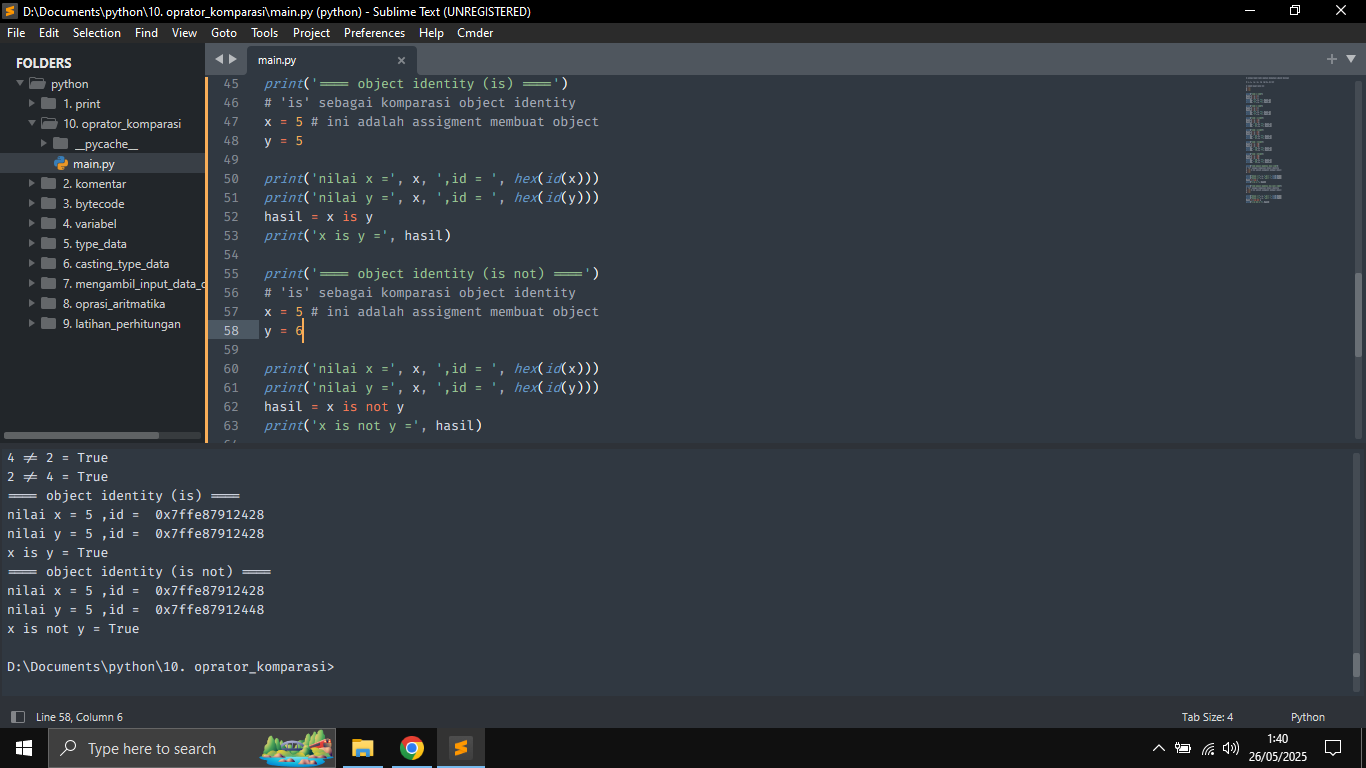 D:\Documents\python\10. oprator_komparasi\main.py (python) - Sublime Text (UNREGISTERED)
File Edit Selection Find View Goto Tools Project Preferences Help Cmder
FOLDERS
python
1. print
10. oprator_komparasi
__pycache__
main.py
2. komentar
3. bytecode
4. variabel
5. type_data
6. casting_type_data
7. mengambil_input_data_c
8. oprasi_aritmatika
9. latihan_perhitungan
main.py
45 print('==== object identity (is) ====')
46 # 'is' sebagai komparasi object identity
47 x = 5 # ini adalah assigment membuat object
48 y = 5
49
50 print('nilai x =', x, ',id = ', hex(id(x)))
51 print('nilai y =', x, ',id = ', hex(id(y)))
52 hasil = x is y
53 print('x is y =', hasil)
54
55 print('==== object identity (is not) ====')
56 # 'is' sebagai komparasi object identity
57 x = 5 # ini adalah assigment membuat object
58 y = 6
59
60 print('nilai x =', x, ',id = ', hex(id(x)))
61 print('nilai y =', x, ',id = ', hex(id(y)))
62 hasil = x is not y
63 print('x is not y =', hasil)
4 != 2 = True
2 != 4 = True
==== object identity (is) ====
nilai x = 5 ,id =  0x7ffe87912428
nilai y = 5 ,id =  0x7ffe87912428
x is y = True
==== object identity (is not) ====
nilai x = 5 ,id =  0x7ffe87912428
nilai y = 5 ,id =  0x7ffe87912448
x is not y = True
D:\Documents\python\10. oprator_komparasi>
Line 58, Column 6 Tab Size: 4 Python
Type here to search
1:40
26/05/2025